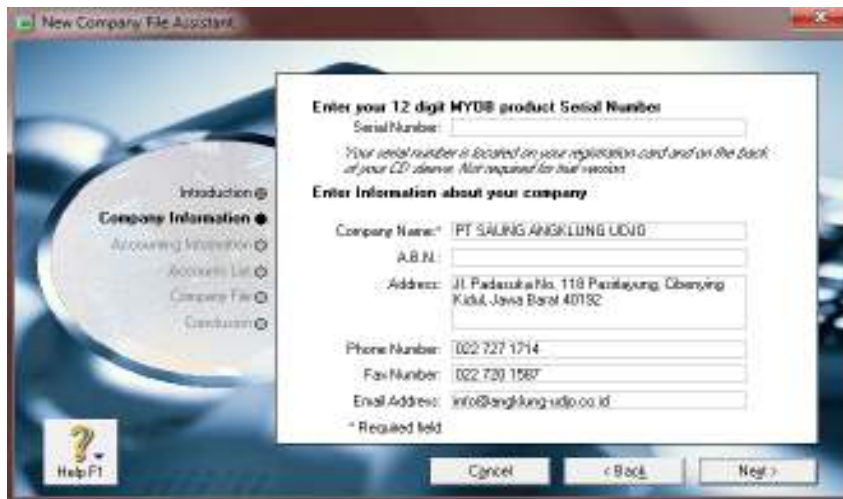 New Company File Assistant
Enter your 12 digit MYOB product Serial Number
Serial Number:
Your serial number is located on your registration card and on the back
of your CD sleeve. Not required for trial version
Introduction
Enter Information about your company
Company Information
Company Name:* PT SAUNG ANGKLUNG UDJO
Accounting Information
A.B.N.:
Accounts List
Address: Jl. Padasuka No. 118 Pasirlayung, Cibenying
Kidul, Jawa Barat 40192
Company File
Conclusion
Phone Number: 022 727 1714
Fax Number: 022 720 1587
Email Address: info@angklung-udjo.co.id
* Required field
Help F1
Cancel
< Back
Next >